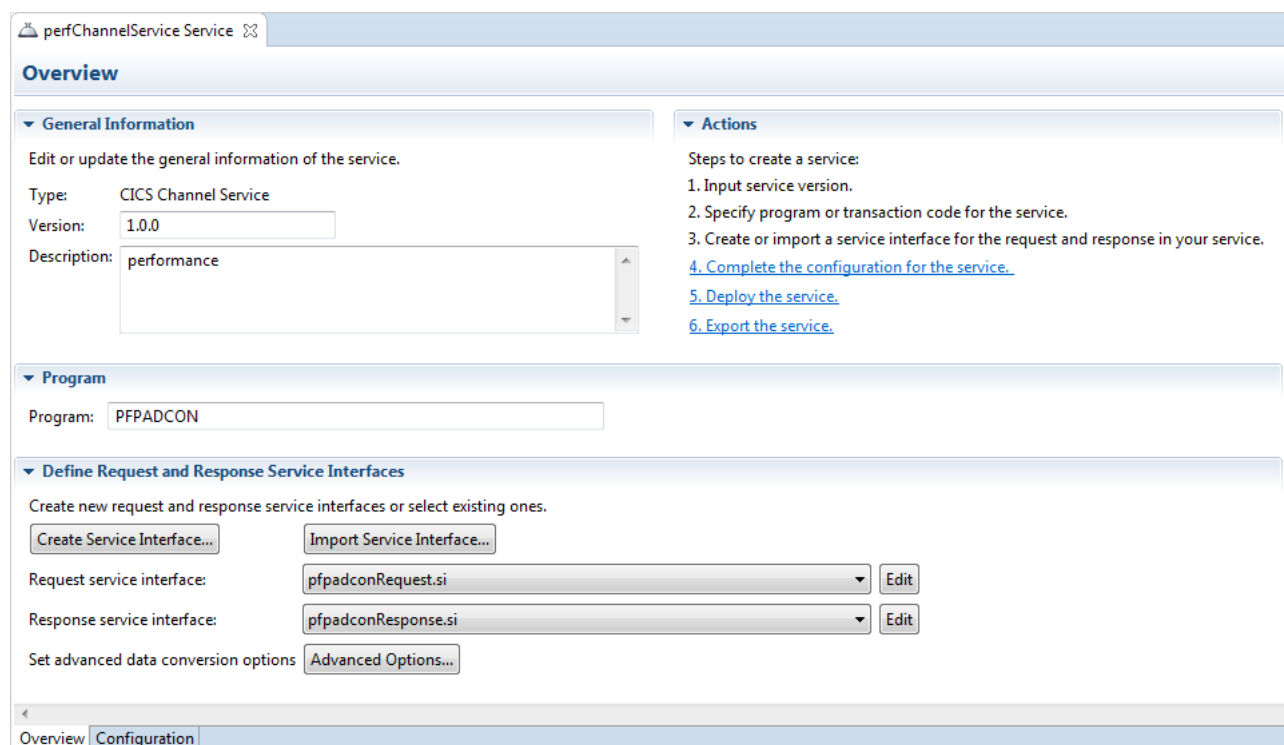 perfChannelService Service
Overview
General Information
Edit or update the general information of the service.
Type: CICS Channel Service
Version: 1.0.0
Description: performance
Actions
Steps to create a service:
1. Input service version.
2. Specify program or transaction code for the service.
3. Create or import a service interface for the request and response in your service.
4. Complete the configuration for the service.
5. Deploy the service.
6. Export the service.
Program
Program: PFPADCON
Define Request and Response Service Interfaces
Create new request and response service interfaces or select existing ones.
Create Service Interface... Import Service Interface...
Request service interface: pfpadconRequest.si Edit
Response service interface: pfpadconResponse.si Edit
Set advanced data conversion options Advanced Options...
Overview Configuration